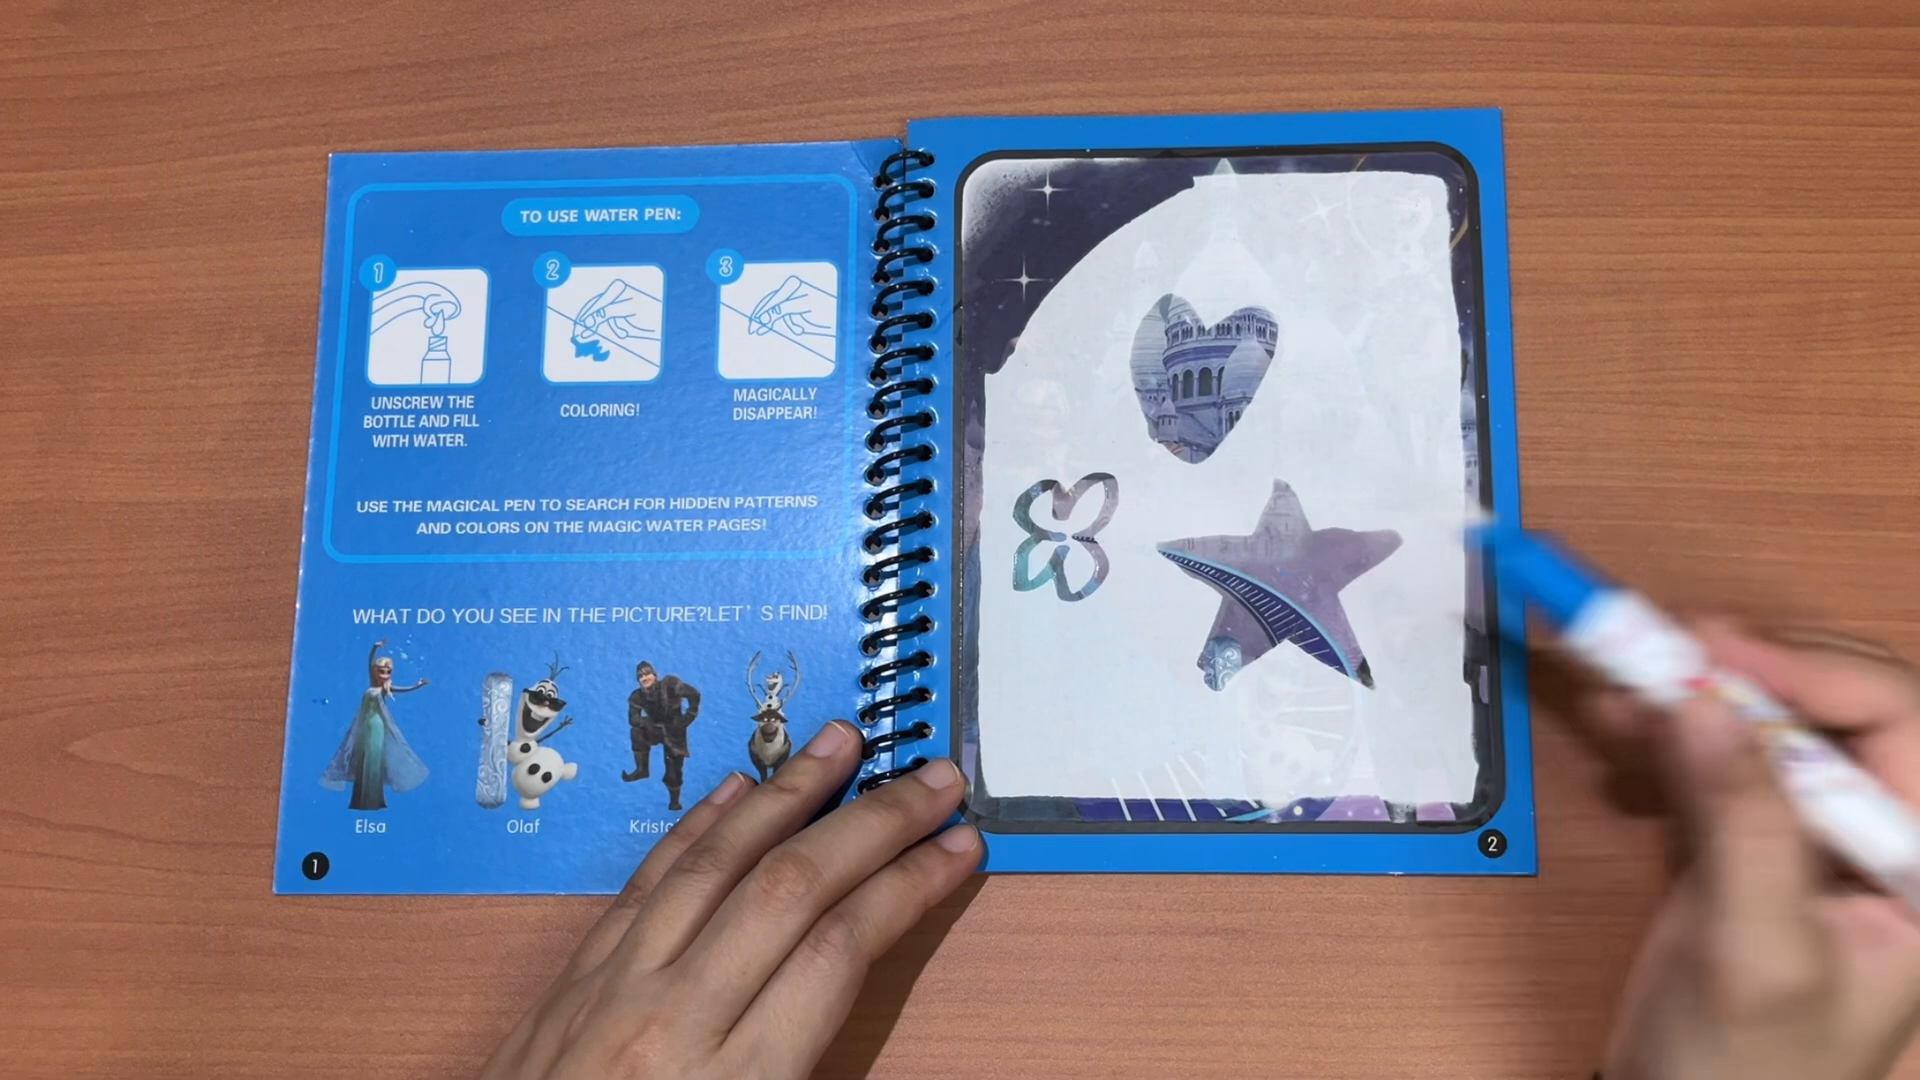 TO USE WATER PEN:
1
2
3
UNSCREW THE
BOTTLE AND FILL
WITH WATER.
COLORING!
MAGICALLY
DISAPPEAR!
USE THE MAGICAL PEN TO SEARCH FOR HIDDEN PATTERNS
AND COLORS ON THE MAGIC WATER PAGES!
WHAT DO YOU SEE IN THE PICTURE?LET'S FIND!
Elsa
Olaf
1
2